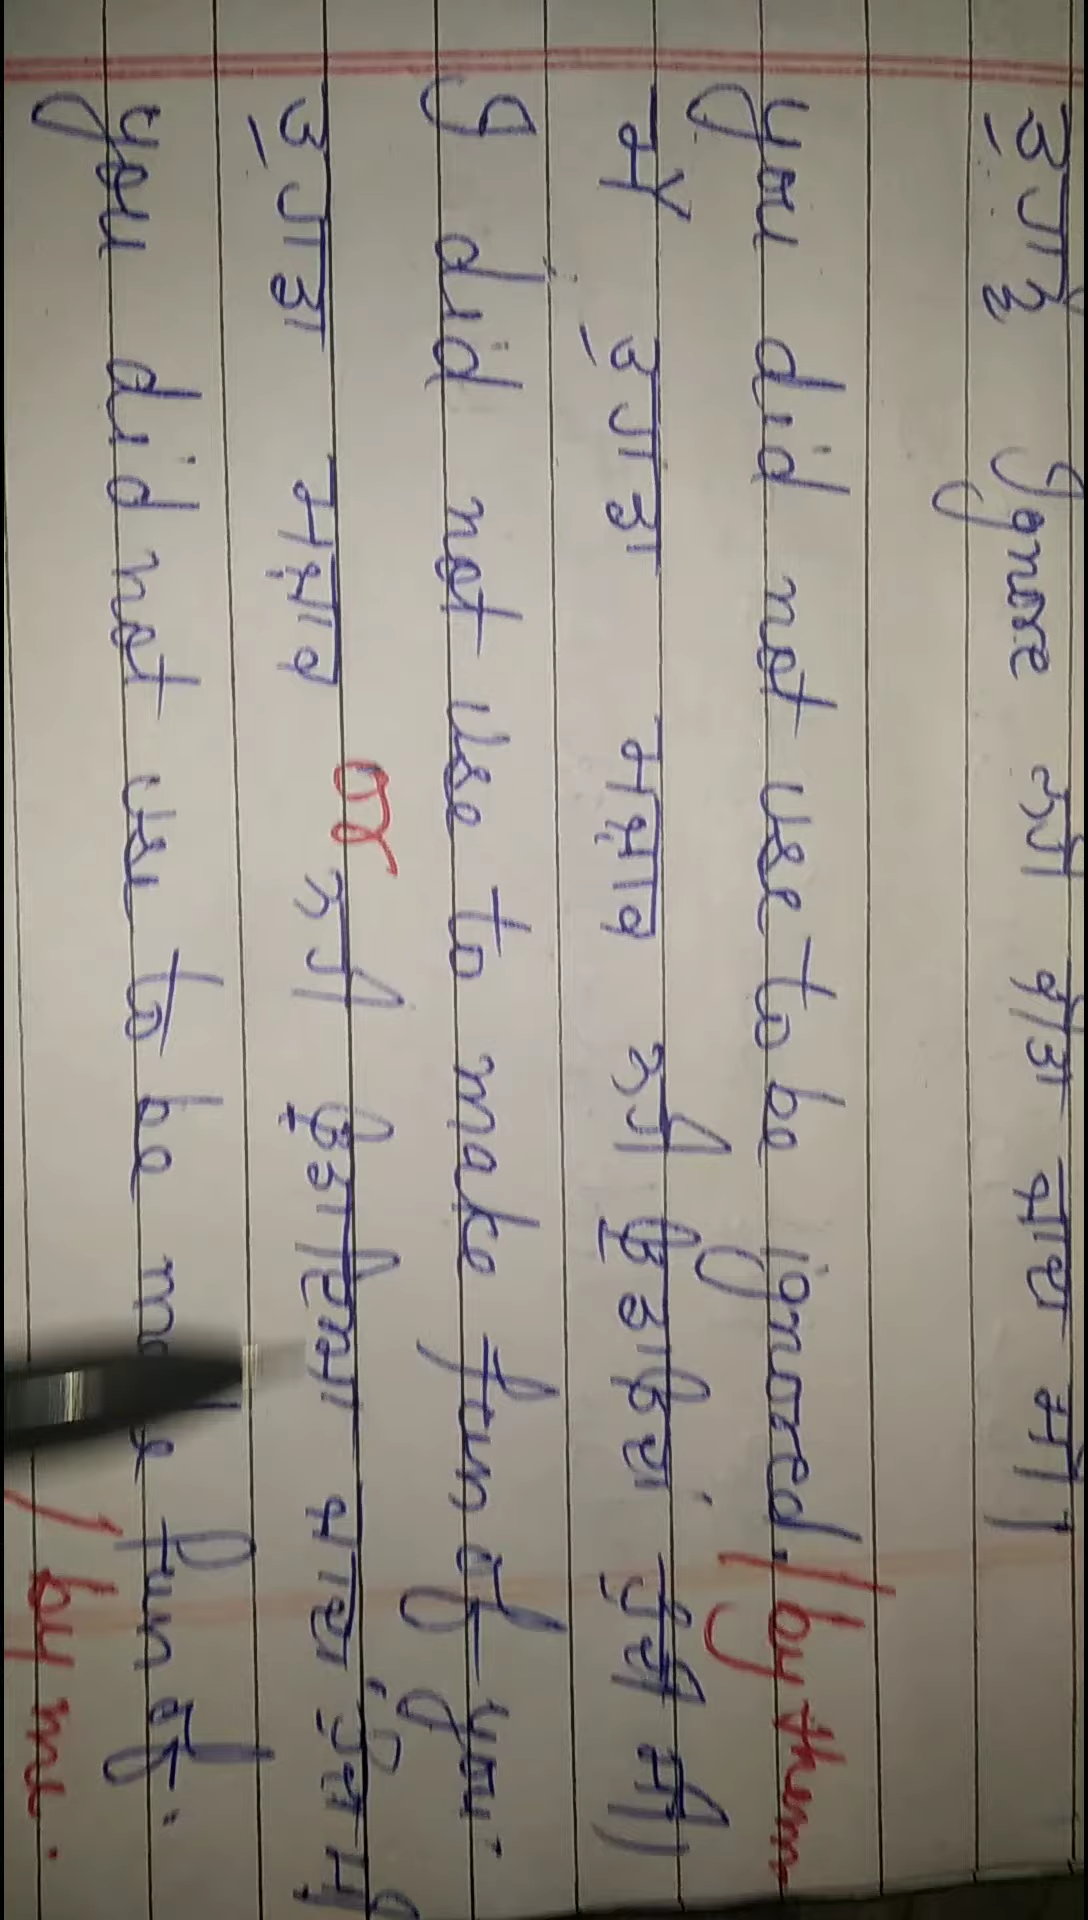 ਤੁਹਾਨੂੰ Ignore ਨਹੀਂ ਕੀਤਾ ਜਾਂਦਾ ਸੀ।
you did not use to be ignored. / by them
ਮੈਂ ਤੁਹਾਡਾ ਮਜ਼ਾਕ ਨਹੀਂ ਉਡਾਉਂਦਾ ਸੀ।
I did not use to make fun of you.
ਤੁਹਾਡਾ ਮਜ਼ਾਕ or ਨਹੀਂ ਉਡਾਇਆ ਜਾਂਦਾ
you did not use to be fun of.
/ by me.